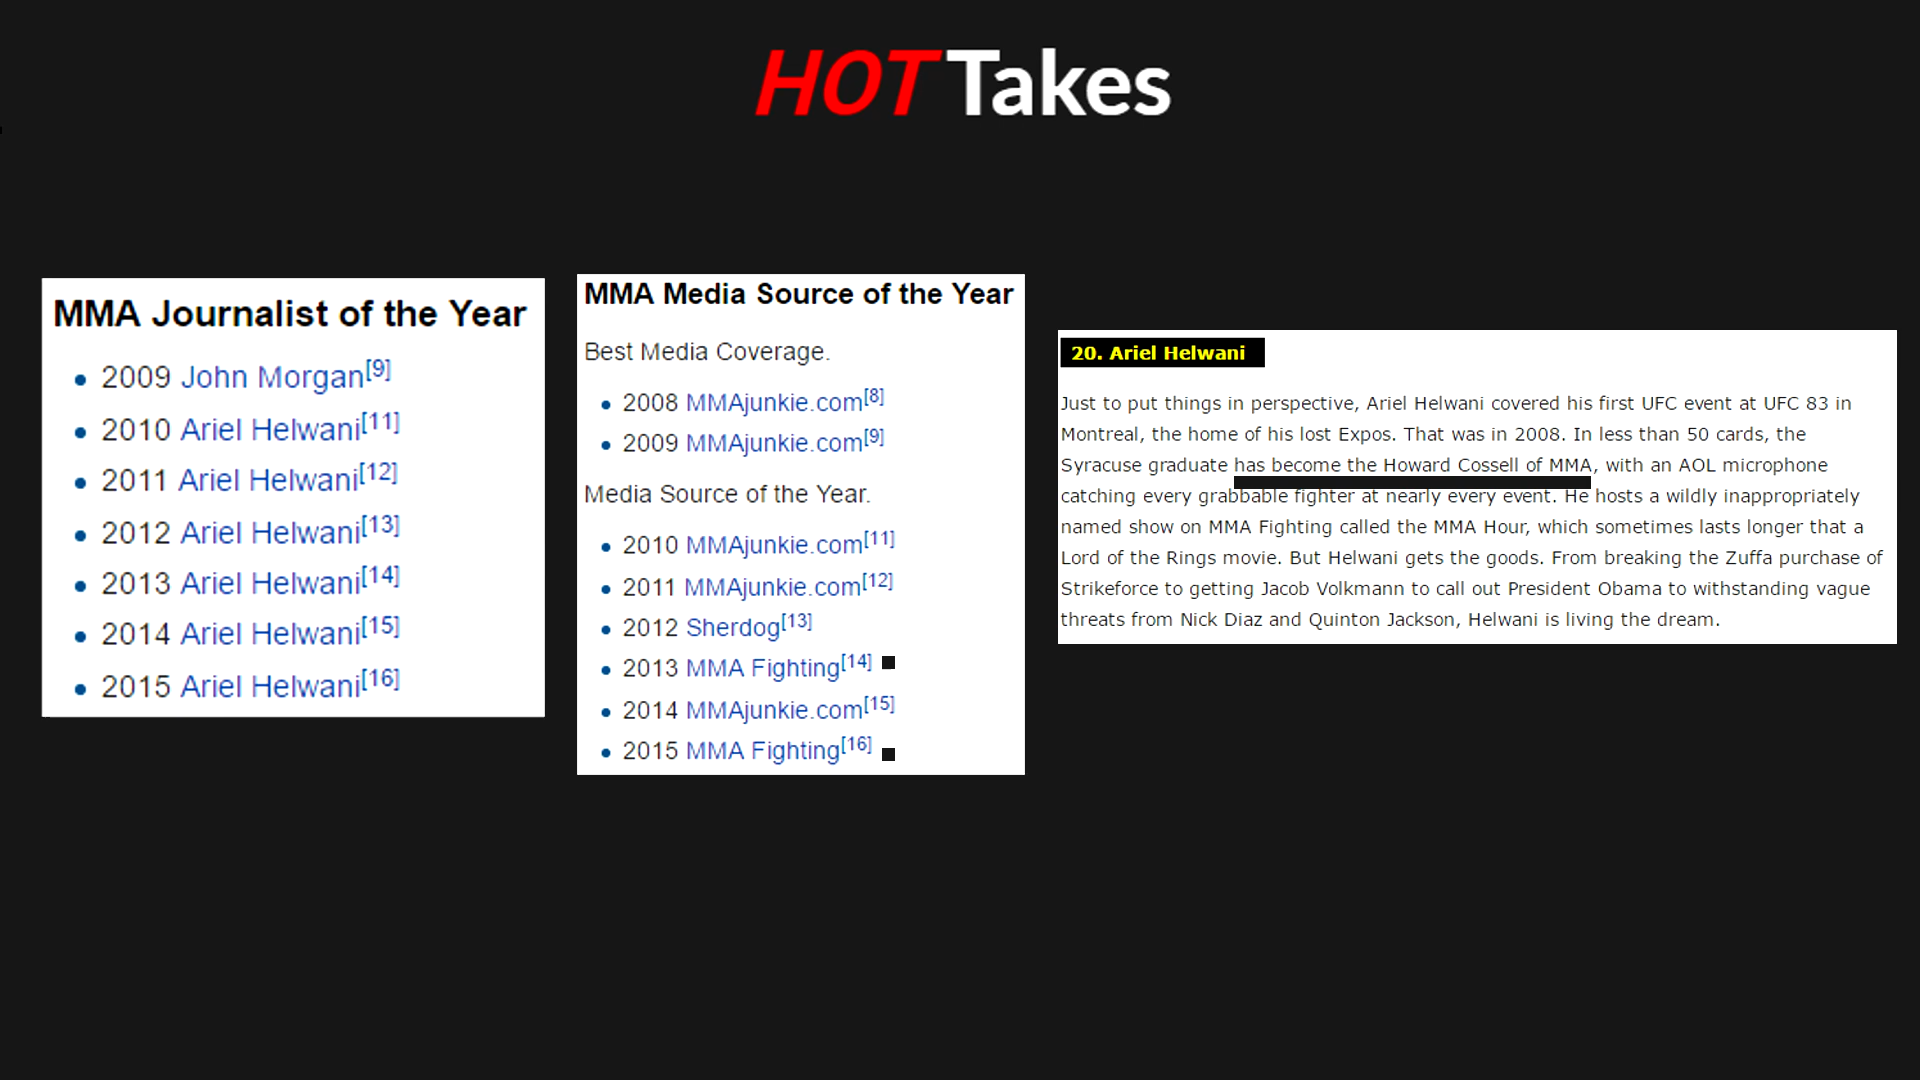 HOT Takes
MMA Journalist of the Year
2009 John Morgan[9]
2010 Ariel Helwani[11]
2011 Ariel Helwani[12]
2012 Ariel Helwani[13]
2013 Ariel Helwani[14]
2014 Ariel Helwani[15]
2015 Ariel Helwani[16]
MMA Media Source of the Year
Best Media Coverage.
2008 MMAjunkie.com[8]
2009 MMAjunkie.com[9]
Media Source of the Year.
2010 MMAjunkie.com[11]
2011 MMAjunkie.com[12]
2012 Sherdog[13]
2013 MMA Fighting[14]
2014 MMAjunkie.com[15]
2015 MMA Fighting[16]
20. Ariel Helwani
Just to put things in perspective, Ariel Helwani covered his first UFC event at UFC 83 in
Montreal, the home of his lost Expos. That was in 2008. In less than 50 cards, the
Syracuse graduate has become the Howard Cossell of MMA, with an AOL microphone
catching every grabbable fighter at nearly every event. He hosts a wildly inappropriately
named show on MMA Fighting called the MMA Hour, which sometimes lasts longer that a
Lord of the Rings movie. But Helwani gets the goods. From breaking the Zuffa purchase of
Strikeforce to getting Jacob Volkmann to call out President Obama to withstanding vague
threats from Nick Diaz and Quinton Jackson, Helwani is living the dream.